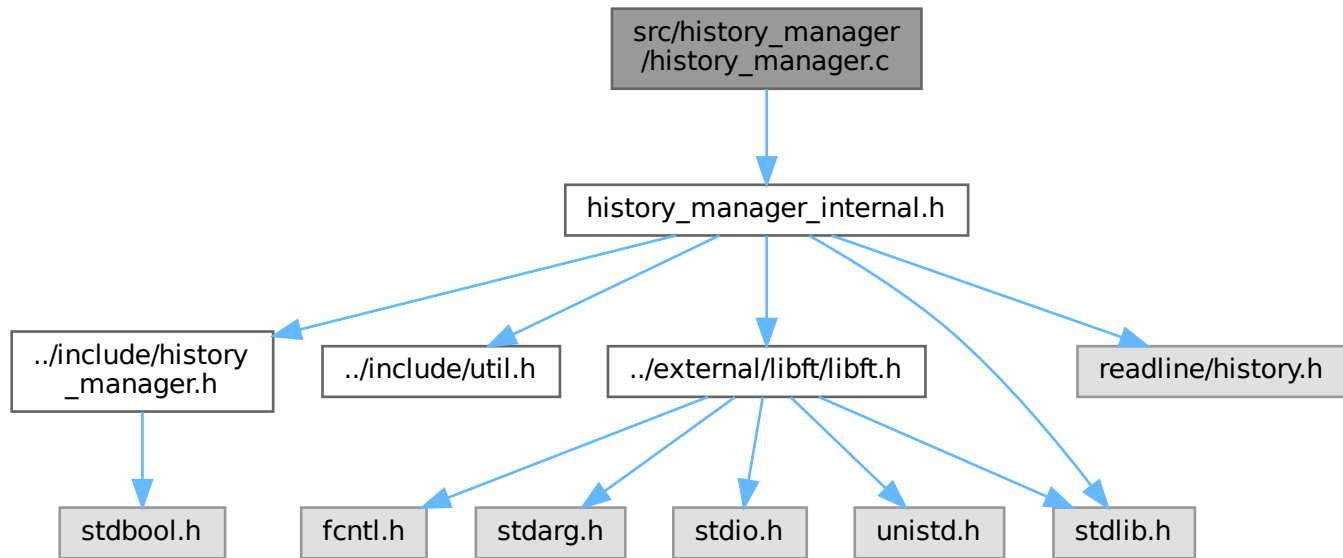 src/history_manager
/history_manager.c
history_manager_internal.h
../include/history
_manager.h
../include/util.h
../external/libft/libft.h
readline/history.h
stdbool.h
fcntl.h
stdarg.h
stdio.h
unistd.h
stdlib.h